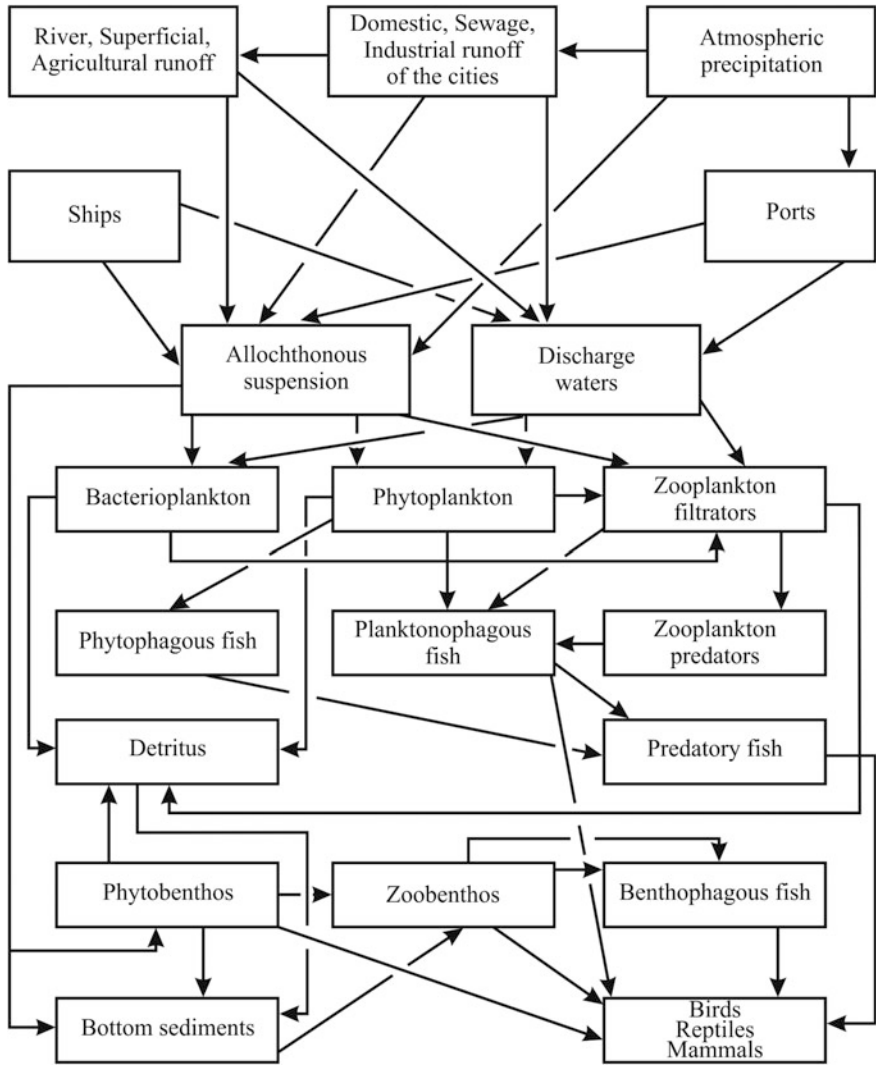 River, Superficial,
Agricultural runoff
Domestic, Sewage,
Industrial runoff
of the cities
Atmospheric
precipitation
Ships
Ports
Allochthonous
suspension
Discharge
waters
Bacterioplankton
Phytoplankton
Zooplankton
filtrators
Phytophagous fish
Planktonophagous
fish
Zooplankton
predators
Detritus
Predatory fish
Phytobenthos
Zoobenthos
Benthophagous fish
Bottom sediments
Birds
Reptiles
Mammals